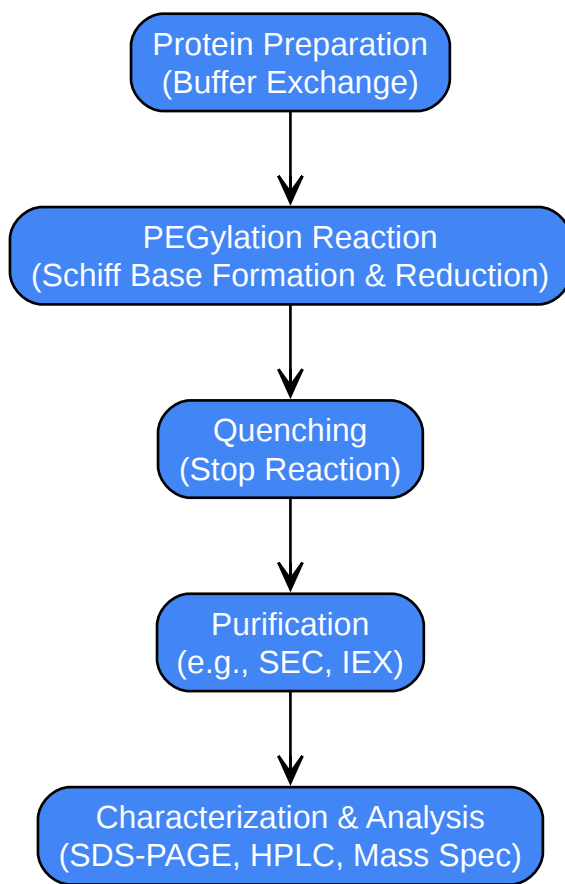 Protein Preparation
(Buffer Exchange)
PEGylation Reaction
(Schiff Base Formation & Reduction)
Quenching
(Stop Reaction)
Purification
(e.g., SEC, IEX)
Characterization & Analysis
(SDS-PAGE, HPLC, Mass Spec)